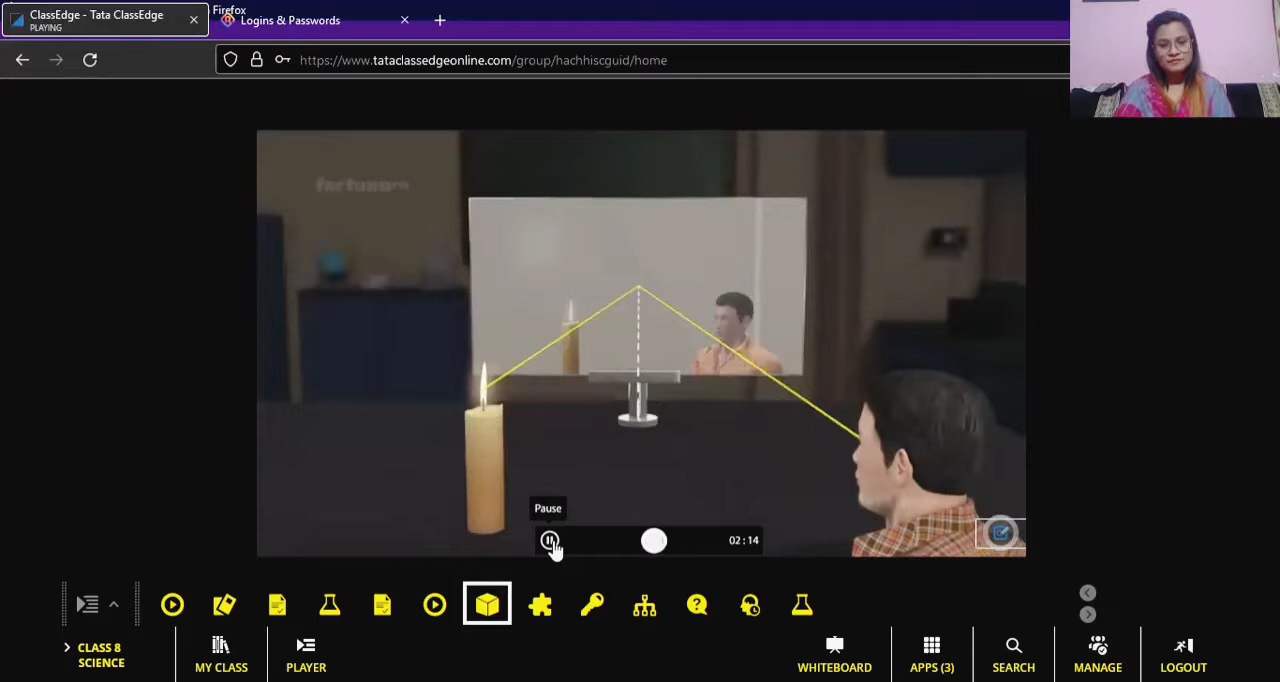 Firefox
ClassEdge - Tata ClassEdge
PLAYING
Logins & Passwords
https://www.tataclassedgeonline.com/group/hachhiscguid/home
Pause
02 : 14
CLASS 8
SCIENCE
MY CLASS
PLAYER
WHITEBOARD
APPS (3)
SEARCH
MANAGE
LOGOUT